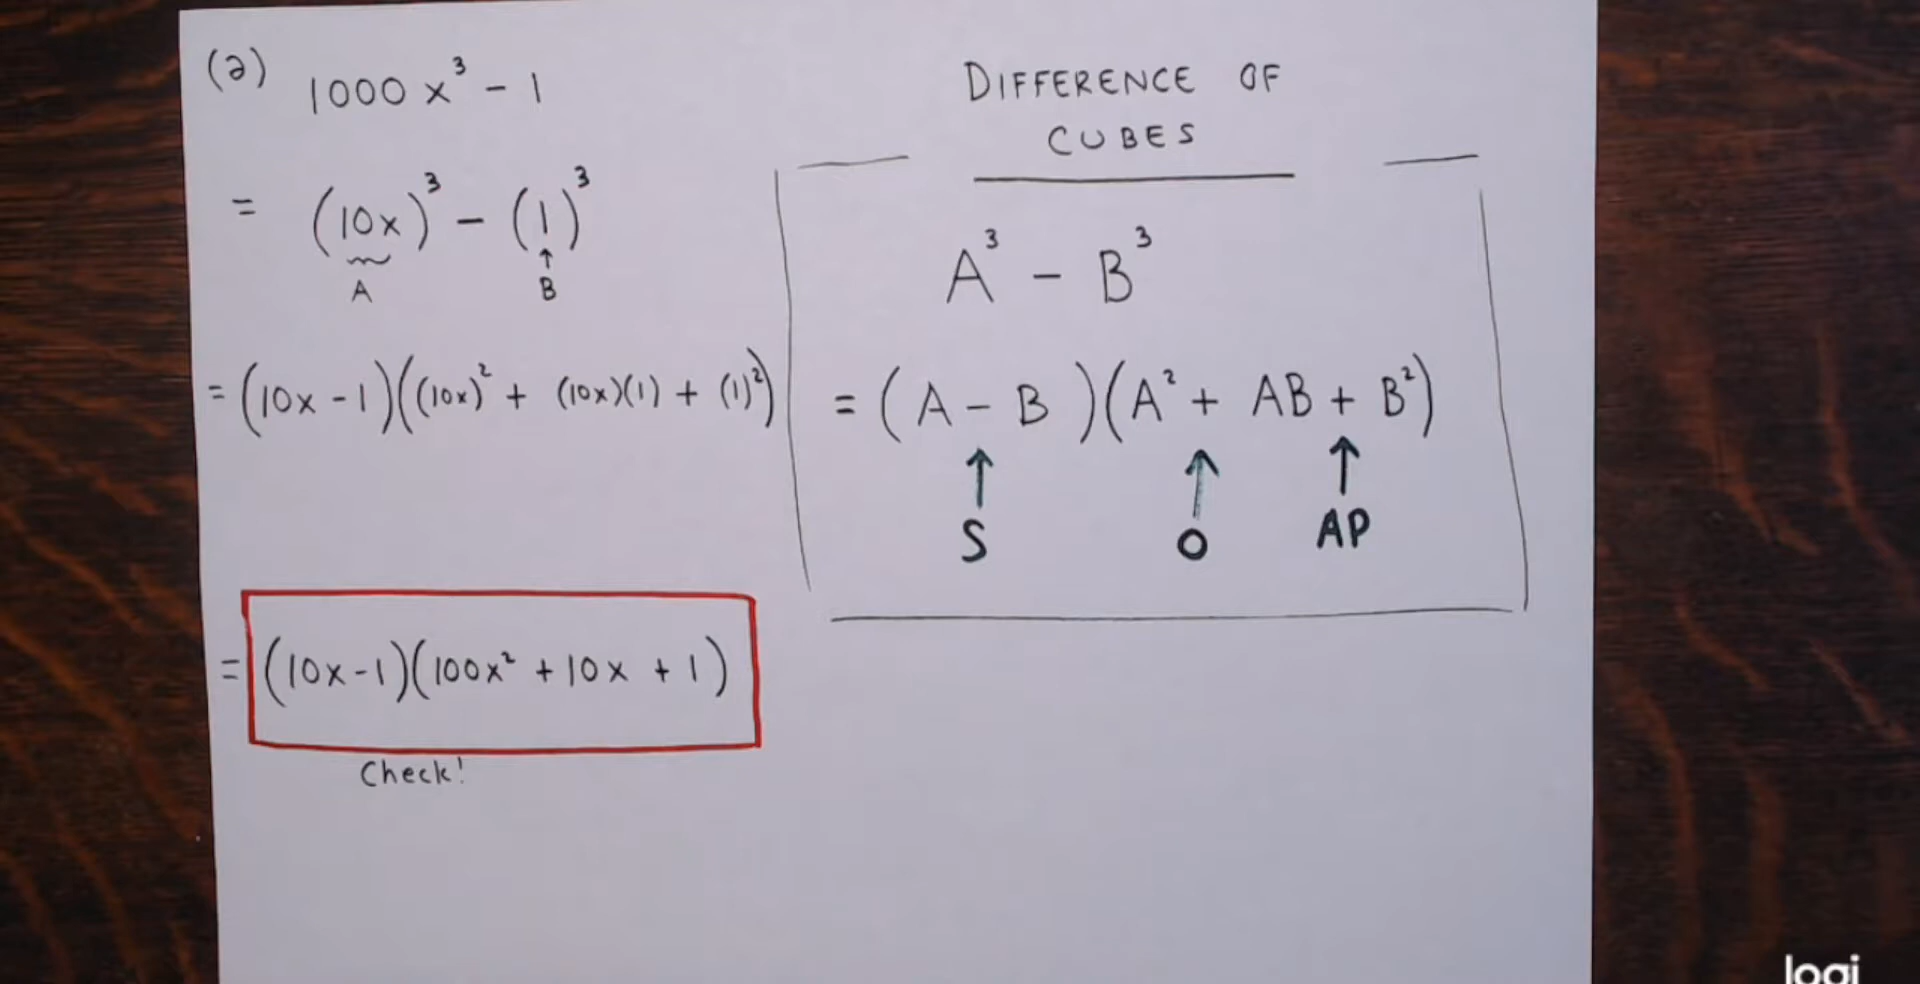 (a) 1000x³ - 1
= (10x)³ - (1)³
A B
= (10x - 1)((10x)² + (10x)(1) + (1)²)
= (10x - 1)(100x² + 10x + 1)
Check!
DIFFERENCE OF
CUBES
A³ - B³
= (A - B)(A² + AB + B²)
S O AP
logi